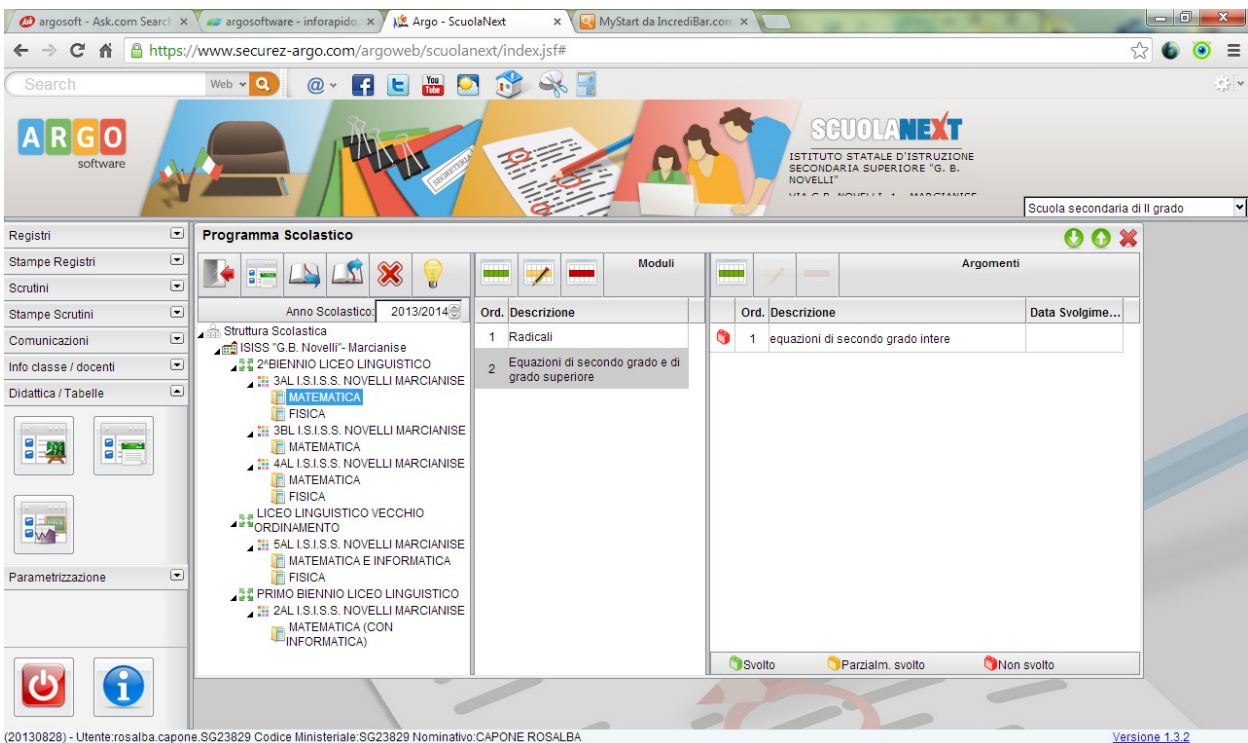 argosoft - Ask.com Search
argosoftware - inforapido
Argo - ScuolaNext
MyStart da IncrediBar.com
https://www.securez-argo.com/argoweb/scuolanext/index.jsf#
Search
Web
You
Tube
ARGO
software
SEGRETERIA
SCUOLANEXT
ISTITUTO STATALE D'ISTRUZIONE
SECONDARIA SUPERIORE "G. B.
NOVELLI"
VIA G.B. NOVELLI, 1 - MARCIANISE
Scuola secondaria di II grado
Registri
Stampe Registri
Scrutini
Stampe Scrutini
Comunicazioni
Info classe / docenti
Didattica / Tabelle
Parametrizzazione
Programma Scolastico
Anno Scolastico: 2013/2014
Struttura Scolastica
ISISS "G.B. Novelli"- Marcianise
2^BIENNIO LICEO LINGUISTICO
3AL I.S.I.S.S. NOVELLI MARCIANISE
MATEMATICA
FISICA
3BL I.S.I.S.S. NOVELLI MARCIANISE
MATEMATICA
4AL I.S.I.S.S. NOVELLI MARCIANISE
MATEMATICA
FISICA
LICEO LINGUISTICO VECCHIO
ORDINAMENTO
5AL I.S.I.S.S. NOVELLI MARCIANISE
MATEMATICA E INFORMATICA
FISICA
PRIMO BIENNIO LICEO LINGUISTICO
2AL I.S.I.S.S. NOVELLI MARCIANISE
MATEMATICA (CON
INFORMATICA)
Moduli
Ord. Descrizione
1 Radicali
2 Equazioni di secondo grado e di
grado superiore
Argomenti
Ord. Descrizione Data Svolgime...
1 equazioni di secondo grado intere
Svolto Parzialm. svolto Non svolto
(20130828) - Utente:rosalba.capone.SG23829 Codice Ministeriale:SG23829 Nominativo:CAPONE ROSALBA
Versione 1.3.2